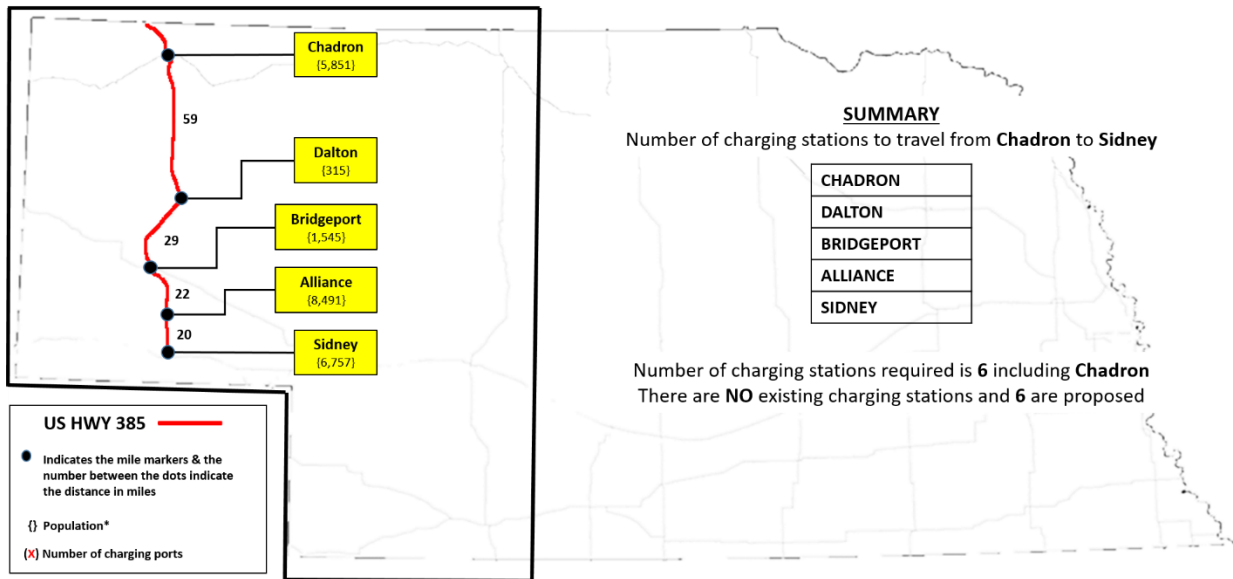 Chadron
{5,851}
59
Dalton
{315}
Bridgeport
{1,545}
29
Alliance
{8,491}
22
20
Sidney
{6,757}
US HWY 385
Indicates the mile markers & the
number between the dots indicate
the distance in miles
{} Population*
(X) Number of charging ports
SUMMARY
Number of charging stations to travel from Chadron to Sidney
CHADRON
DALTON
BRIDGEPORT
ALLIANCE
SIDNEY
Number of charging stations required is 6 including Chadron
There are NO existing charging stations and 6 are proposed